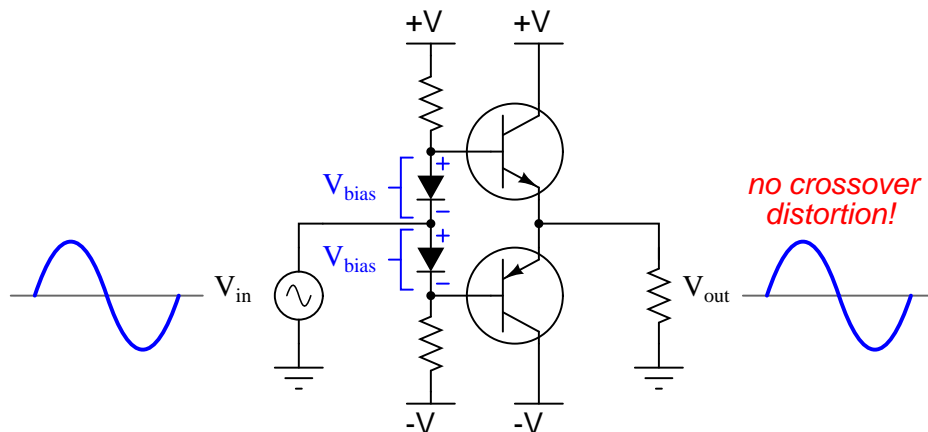 +V
+V
+
V_bias
−
+
V_bias
−
V_in
V_out
no crossover
distortion!
-V
-V